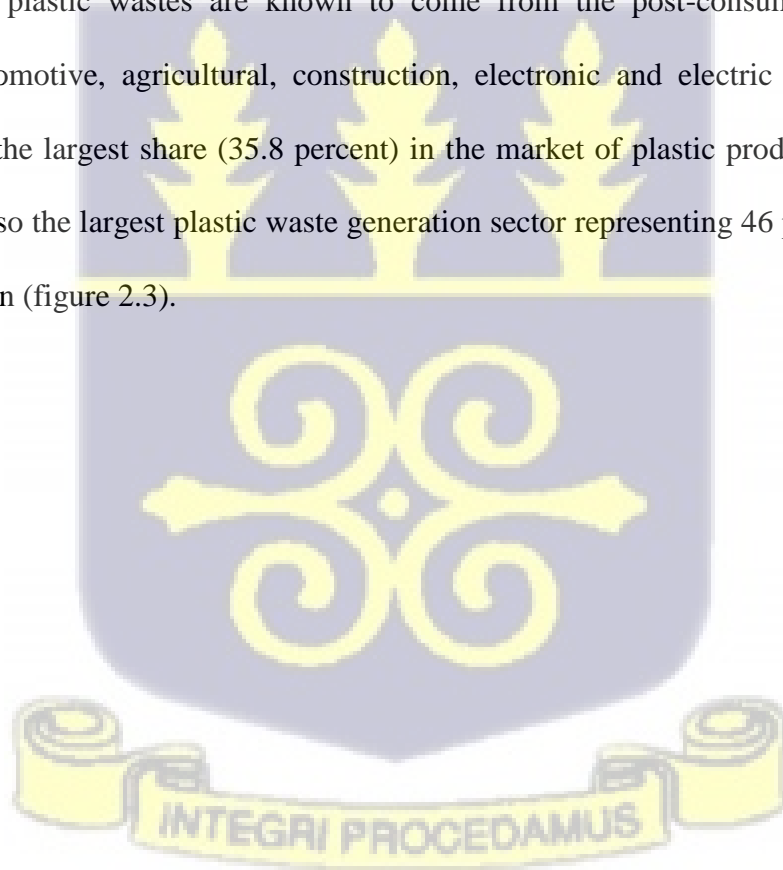 plastic wastes are known to come from the post-consum
omotive, agricultural, construction, electronic and electric
the largest share (35.8 percent) in the market of plastic prod
so the largest plastic waste generation sector representing 46
n (figure 2.3).
INTEGRI PROCEDAMUS